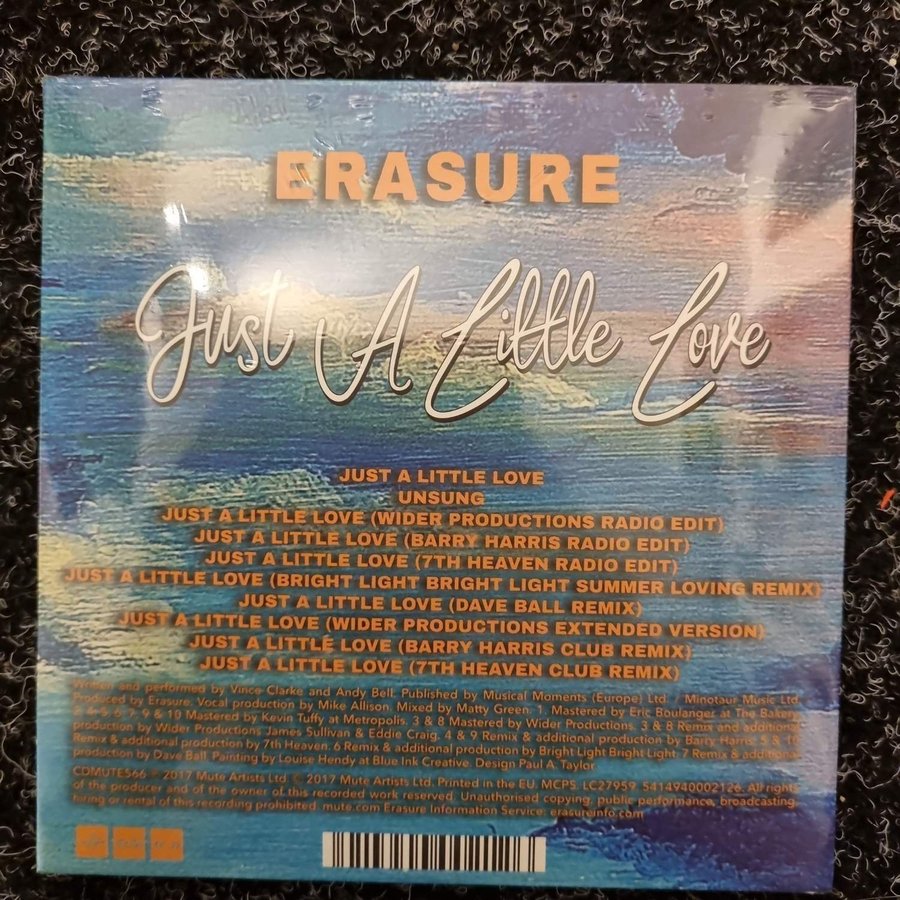 ERASURE
Just A Little Love
JUST A LITTLE LOVE
UNSUNG
JUST A LITTLE LOVE (WIDER PRODUCTIONS RADIO EDIT)
JUST A LITTLE LOVE (BARRY HARRIS RADIO EDIT)
JUST A LITTLE LOVE (7TH HEAVEN RADIO EDIT)
JUST A LITTLE LOVE (BRIGHT LIGHT BRIGHT LIGHT SUMMER LOVING REMIX)
JUST A LITTLE LOVE (DAVE BALL REMIX)
JUST A LITTLE LOVE (WIDER PRODUCTIONS EXTENDED VERSION)
JUST A LITTLE LOVE (BARRY HARRIS CLUB REMIX)
JUST A LITTLE LOVE (7TH HEAVEN CLUB REMIX)
Written and performed by Vince Clarke and Andy Bell. Published by Musical Moments (Europe) Ltd. / Minotaur Music Ltd.
Produced by Erasure. Vocal production by Mike Allison. Mixed by Matty Green. 1. Mastered by Eric Boulanger at The Bakery.
2, 4, 5, 6, 7, 9 & 10 Mastered by Kevin Tuffy at Metropolis. 3 & 8 Mastered by Wider Productions. 3 & 8 Remix and additional
production by Wider Productions James Sullivan & Eddie Craig. 4 & 9 Remix & additional production by Barry Harris. 5 & 10
Remix & additional production by 7th Heaven. 6 Remix & additional production by Bright Light Bright Light. 7 Remix & additional
production by Dave Ball. Painting by Louise Hendy at Blue Ink Creative. Design Paul A. Taylor.
CDMUTE566 ℗ 2017 Mute Artists Ltd. © 2017 Mute Artists Ltd. Printed in the EU. MCPS. LC27959. 5414940002126. All rights
of the producer and of the owner of this recorded work reserved. Unauthorised copying, public performance, broadcasting,
hiring or rental of this recording prohibited. mute.com Erasure Information Service: erasureinfo.com